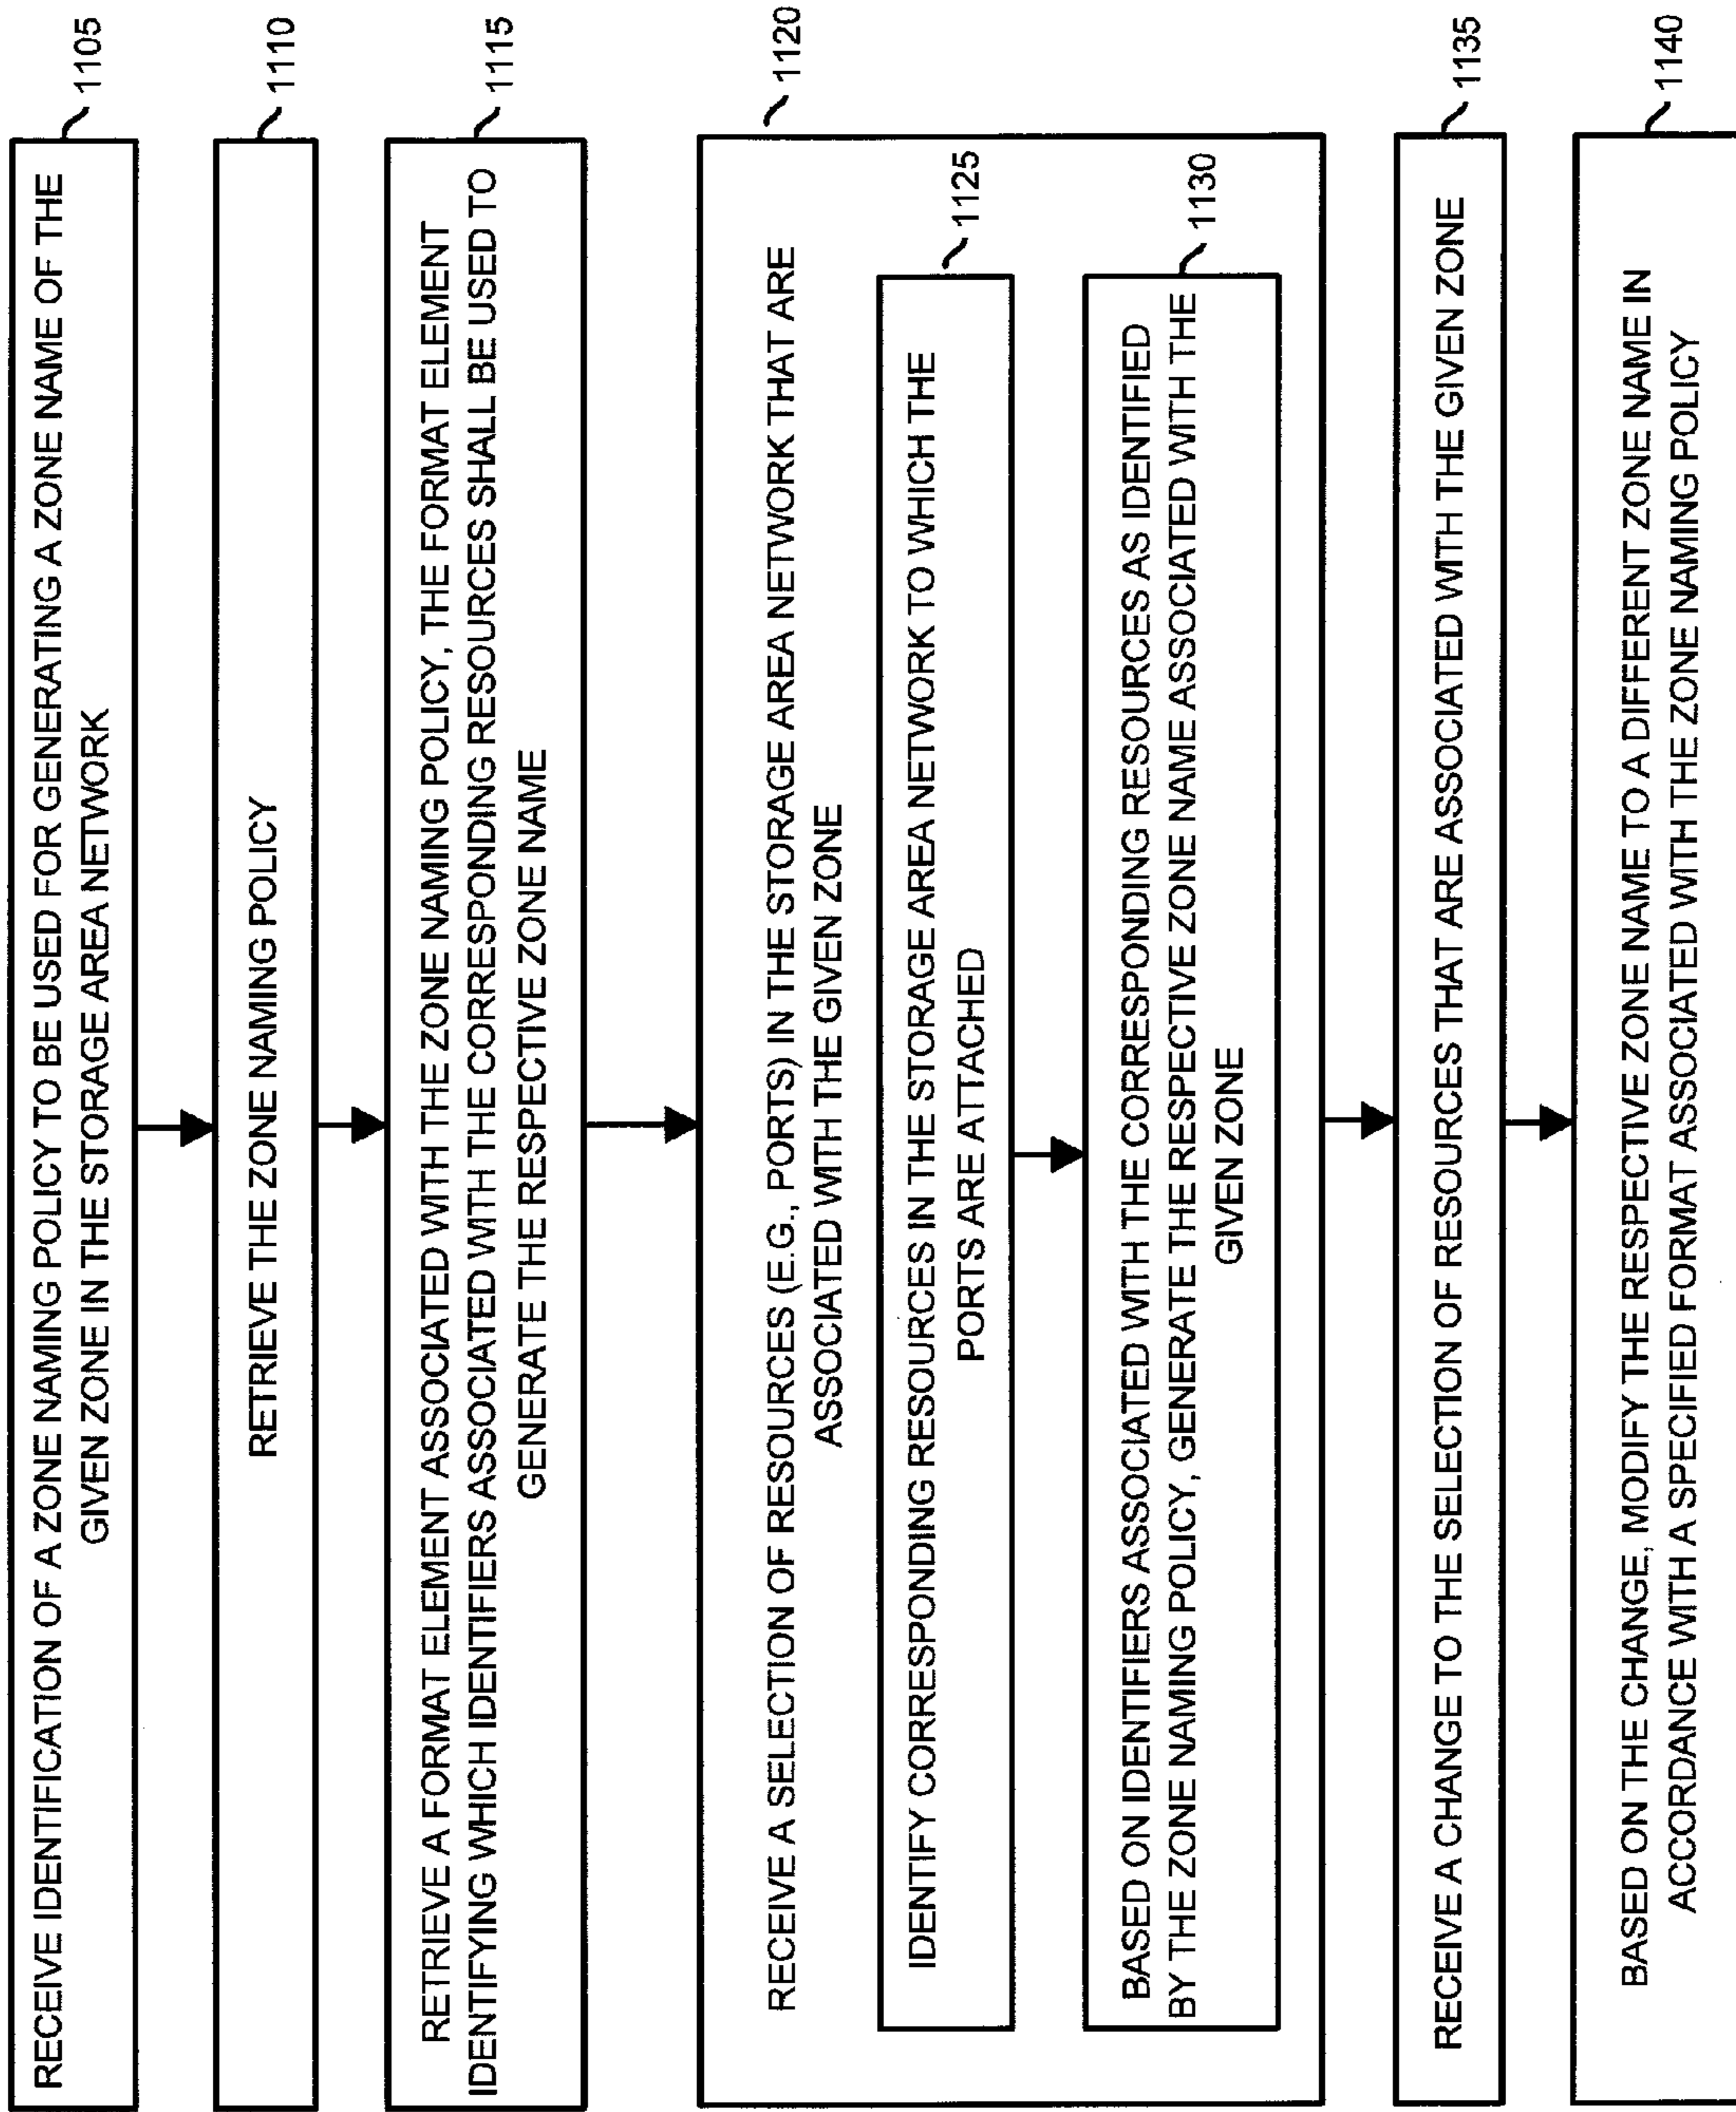 RECEIVE IDENTIFICATION OF A ZONE NAMING POLICY TO BE USED FOR GENERATING A ZONE NAME OF THE
GIVEN ZONE IN THE STORAGE AREA NETWORK
1105
RETRIEVE THE ZONE NAMING POLICY
1110
RETRIEVE A FORMAT ELEMENT ASSOCIATED WITH THE ZONE NAMING POLICY, THE FORMAT ELEMENT
IDENTIFYING WHICH IDENTIFIERS ASSOCIATED WITH THE CORRESPONDING RESOURCES SHALL BE USED TO
GENERATE THE RESPECTIVE ZONE NAME
1115
RECEIVE A SELECTION OF RESOURCES (E.G., PORTS) IN THE STORAGE AREA NETWORK THAT ARE
ASSOCIATED WITH THE GIVEN ZONE
1120
IDENTIFY CORRESPONDING RESOURCES IN THE STORAGE AREA NETWORK TO WHICH THE
PORTS ARE ATTACHED
1125
BASED ON IDENTIFIERS ASSOCIATED WITH THE CORRESPONDING RESOURCES AS IDENTIFIED
BY THE ZONE NAMING POLICY, GENERATE THE RESPECTIVE ZONE NAME ASSOCIATED WITH THE
GIVEN ZONE
1130
RECEIVE A CHANGE TO THE SELECTION OF RESOURCES THAT ARE ASSOCIATED WITH THE GIVEN ZONE
1135
BASED ON THE CHANGE, MODIFY THE RESPECTIVE ZONE NAME TO A DIFFERENT ZONE NAME IN
ACCORDANCE WITH A SPECIFIED FORMAT ASSOCIATED WITH THE ZONE NAMING POLICY
1140